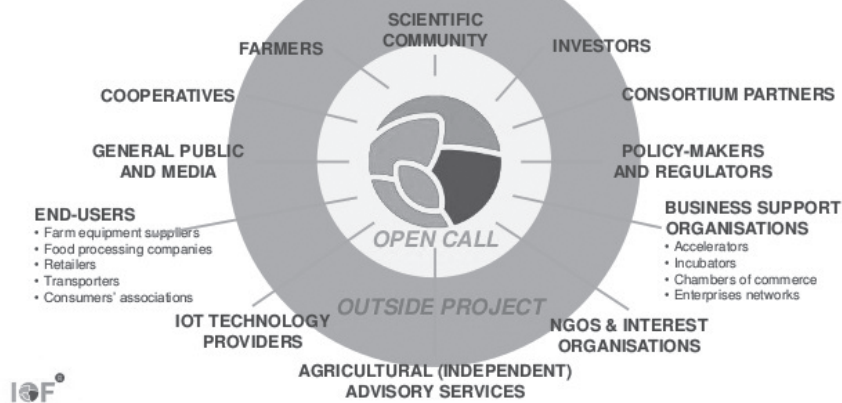 SCIENTIFIC
COMMUNITY
FARMERS
INVESTORS
COOPERATIVES
CONSORTIUM PARTNERS
GENERAL PUBLIC
AND MEDIA
POLICY-MAKERS
AND REGULATORS
END-USERS
• Farm equipment suppliers
• Food processing companies
• Retailers
• Transporters
• Consumers' associations
BUSINESS SUPPORT
ORGANISATIONS
• Accelerators
• Incubators
• Chambers of commerce
• Enterprises networks
OPEN CALL
OUTSIDE PROJECT
IOT TECHNOLOGY
PROVIDERS
NGOS & INTEREST
ORGANISATIONS
AGRICULTURAL (INDEPENDENT)
ADVISORY SERVICES
IOF